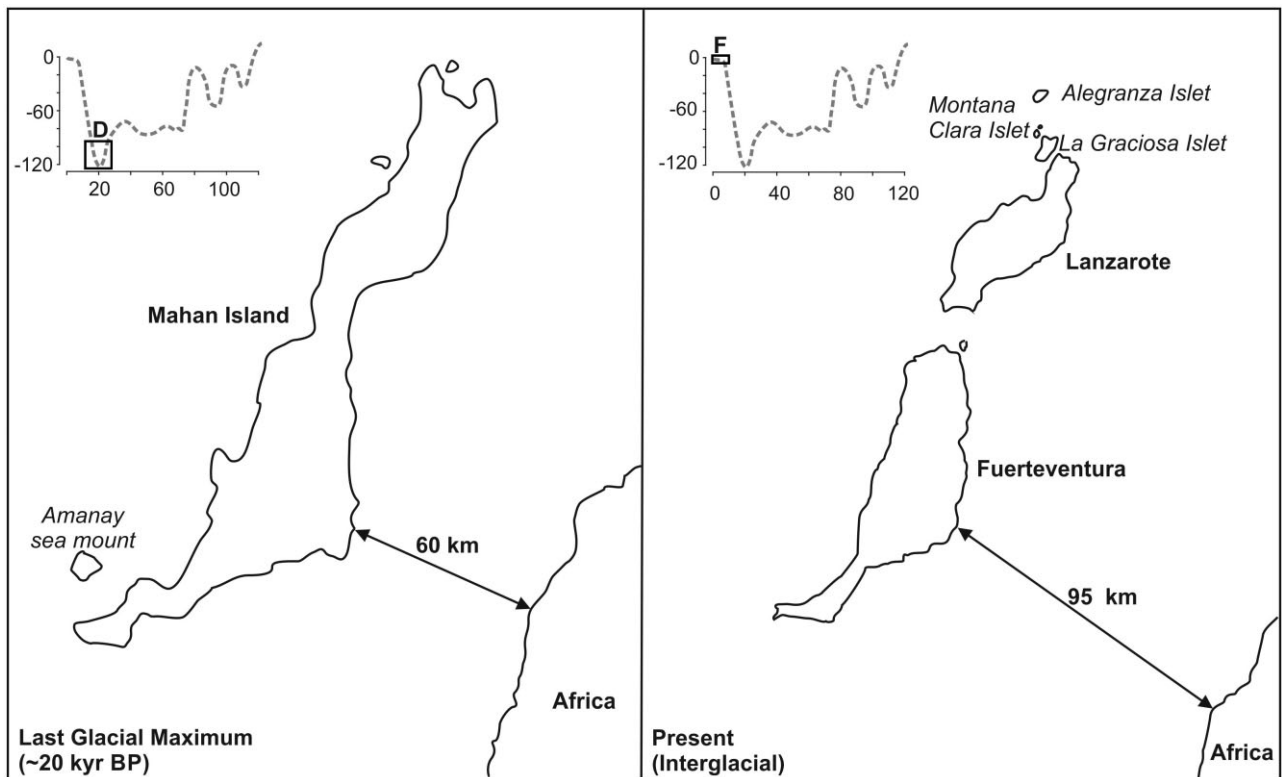 0
-60
-120
D
20
60
100
Mahan Island
Amanay
sea mount
60 km
Africa
Last Glacial Maximum
(~20 kyr BP)
F
0
-60
-120
0
40
80
120
Alegranza Islet
Montana
Clara Islet
La Graciosa Islet
Lanzarote
Fuerteventura
95 km
Africa
Present
(Interglacial)